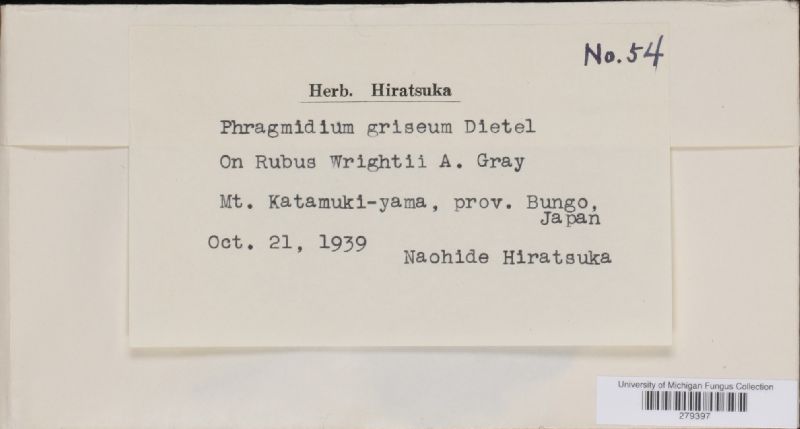 No. 54
Herb. Hiratsuka
Phragmidium griseum Dietel
On Rubus Wrightii A. Gray
Mt. Katamuki-yama, prov. Bungo,
Japan
Oct. 21, 1939
Naohide Hiratsuka
University of Michigan Fungus Collection
279397